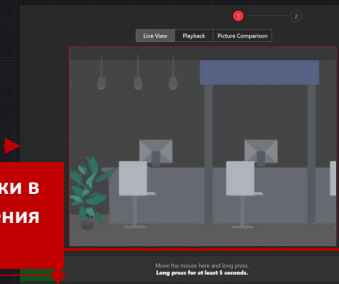 1 2
Live View Playback Picture Comparison
ки в
ения
Move the mouse here and long press.
Long press for at least 5 seconds.